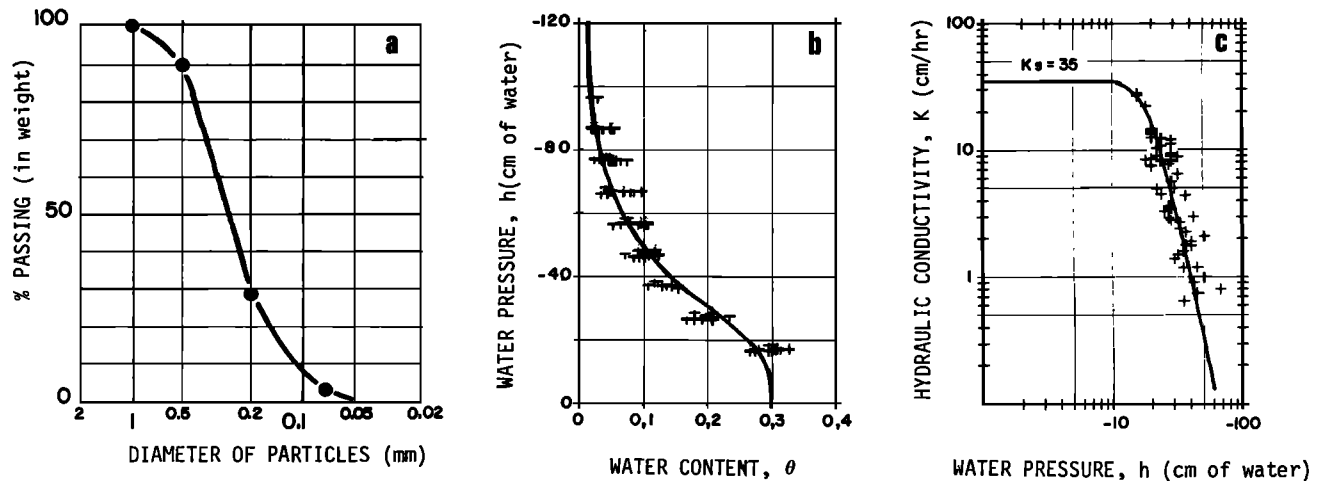 a
% PASSING (in weight)
100
50
0
2
1
0.5
0.2
0.1
0.05
0.02
DIAMETER OF PARTICLES (mm)
b
WATER PRESSURE, h(cm of water)
-120
-80
-40
0
0
0,1
0,2
0,3
0,4
WATER CONTENT, θ
c
HYDRAULIC CONDUCTIVITY, K (cm/hr)
100
10
1
Ks=35
-10
-100
WATER PRESSURE, h (cm of water)